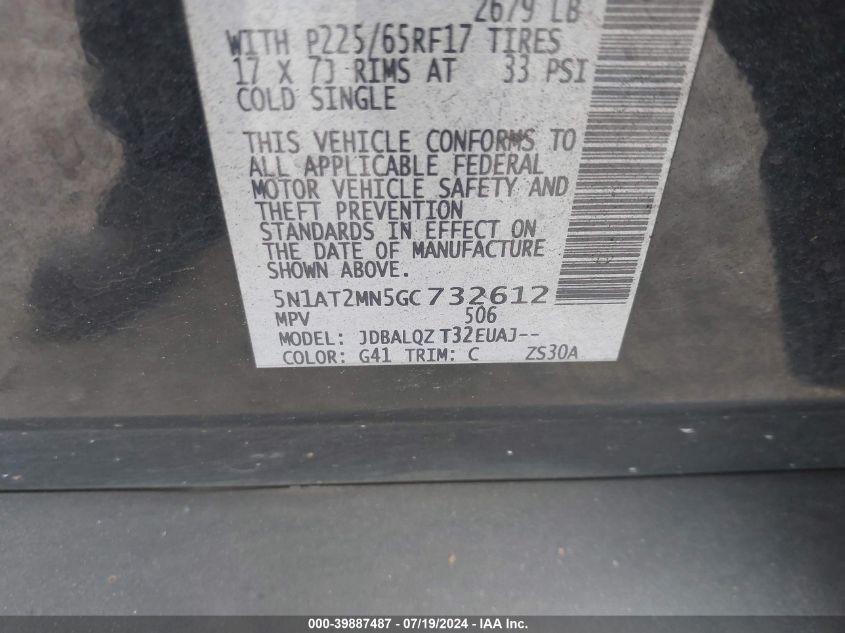 2679 LB
WITH P225/65RF17 TIRES
17 X 7J RIMS AT 33 PSI
COLD SINGLE
THIS VEHICLE CONFORMS TO
ALL APPLICABLE FEDERAL
MOTOR VEHICLE SAFETY AND
THEFT PREVENTION
STANDARDS IN EFFECT ON
THE DATE OF MANUFACTURE
SHOWN ABOVE.
5N1AT2MN5GC732612
MPV 506
MODEL: JDBALQZ T32EUAJ--
COLOR: G41 TRIM: C ZS30A
000-39887487 - 07/19/2024 - IAA Inc.